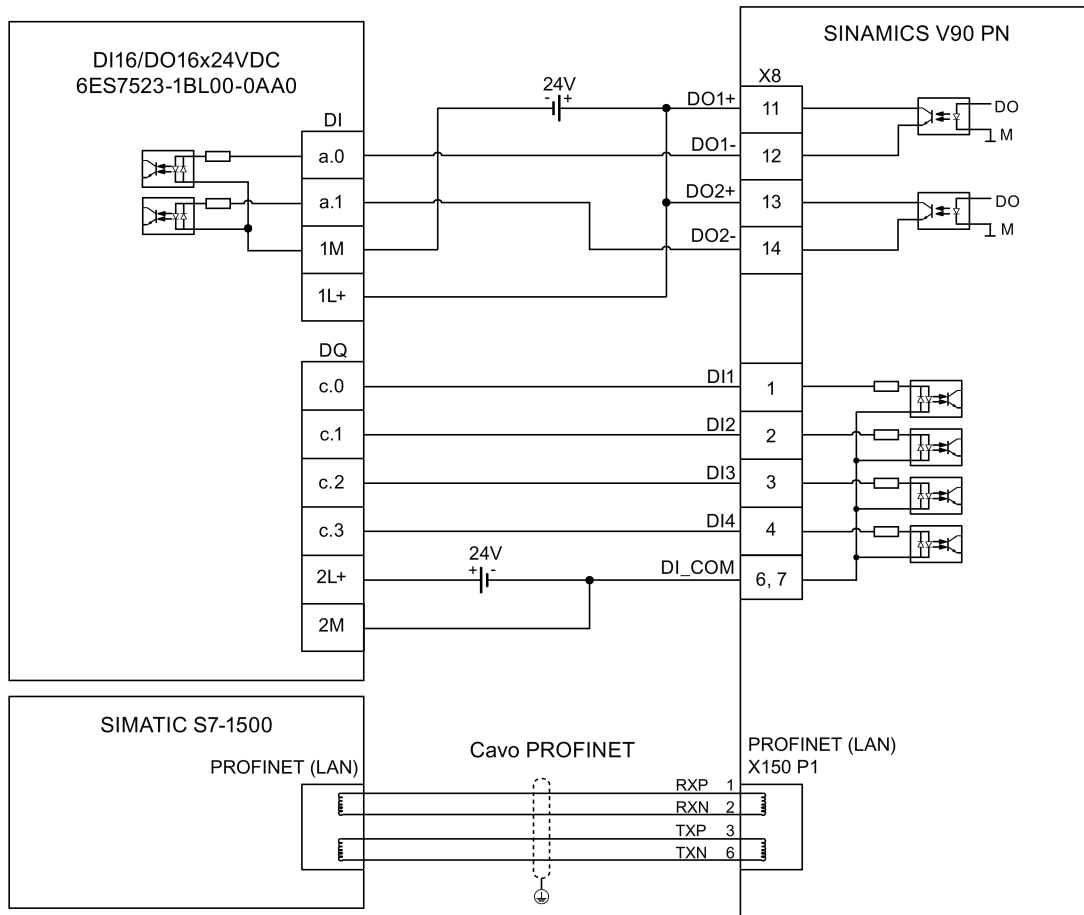 DI16/DO16x24VDC
6ES7523-1BL00-0AA0
SINAMICS V90 PN
X8
24V
- +
DI
a.0
a.1
1M
1L+
DO1+ 11
DO1- 12
DO2+ 13
DO2- 14
DO
M
DO
M
DQ
c.0
c.1
c.2
c.3
2L+
2M
24V
+ -
DI1 1
DI2 2
DI3 3
DI4 4
DI_COM 6, 7
SIMATIC S7-1500
PROFINET (LAN)
Cavo PROFINET
PROFINET (LAN)
X150 P1
RXP 1
RXN 2
TXP 3
TXN 6